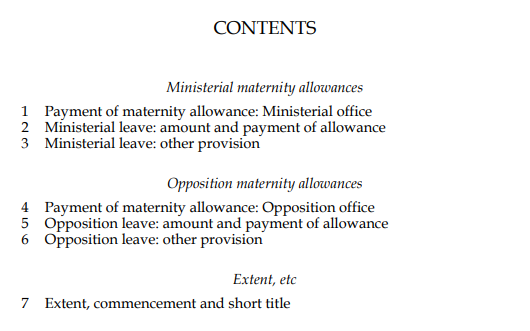 CONTENTS
Ministerial maternity allowances
1 Payment of maternity allowance: Ministerial office
2 Ministerial leave: amount and payment of allowance
3 Ministerial leave: other provision
Opposition maternity allowances
4 Payment of maternity allowance: Opposition office
5 Opposition leave: amount and payment of allowance
6 Opposition leave: other provision
Extent, etc
7 Extent, commencement and short title